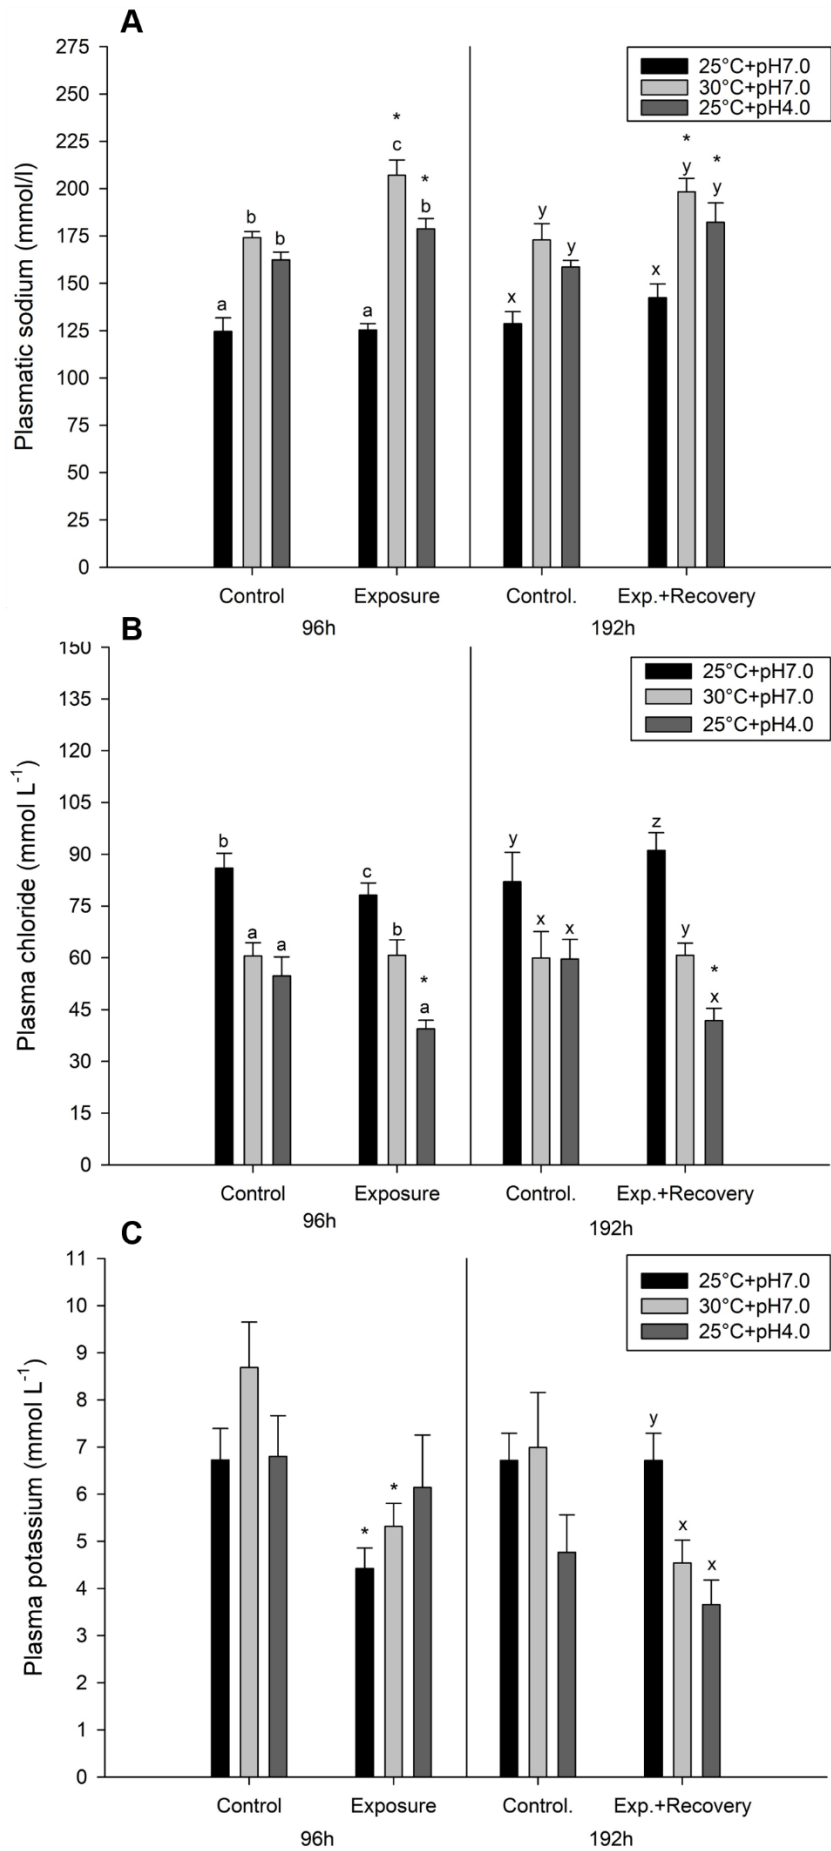 A
275
250
225
200
175
150
125
100
75
50
25
0
Plasmatic sodium (mmol/l)
25°C+pH7.0
30°C+pH7.0
25°C+pH4.0
a
b
b
a
*
c
*
b
x
y
y
x
*
y
*
y
Control
Exposure
Control.
Exp.+Recovery
96h
192h
B
150
135
120
105
90
75
60
45
30
15
0
Plasma chloride (mmol L⁻¹)
25°C+pH7.0
30°C+pH7.0
25°C+pH4.0
b
a
a
c
b
*
a
y
x
x
z
y
*
x
Control
Exposure
Control.
Exp.+Recovery
96h
192h
C
11
10
9
8
7
6
5
4
3
2
1
0
Plasma potassium (mmol L⁻¹)
25°C+pH7.0
30°C+pH7.0
25°C+pH4.0
*
*
y
x
x
Control
Exposure
Control.
Exp.+Recovery
96h
192h